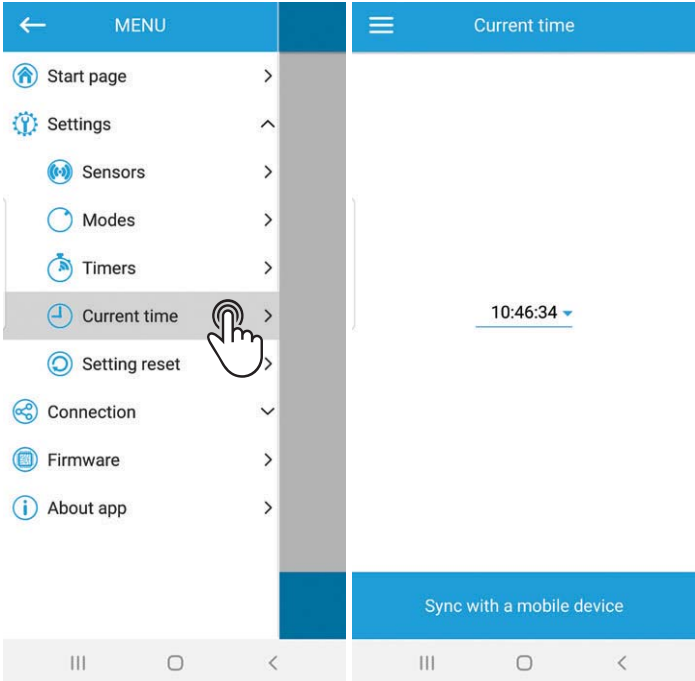 MENU
Start page
Settings
Sensors
Modes
Timers
Current time
Setting reset
Connection
Firmware
About app
Current time
10:46:34
Sync with a mobile device